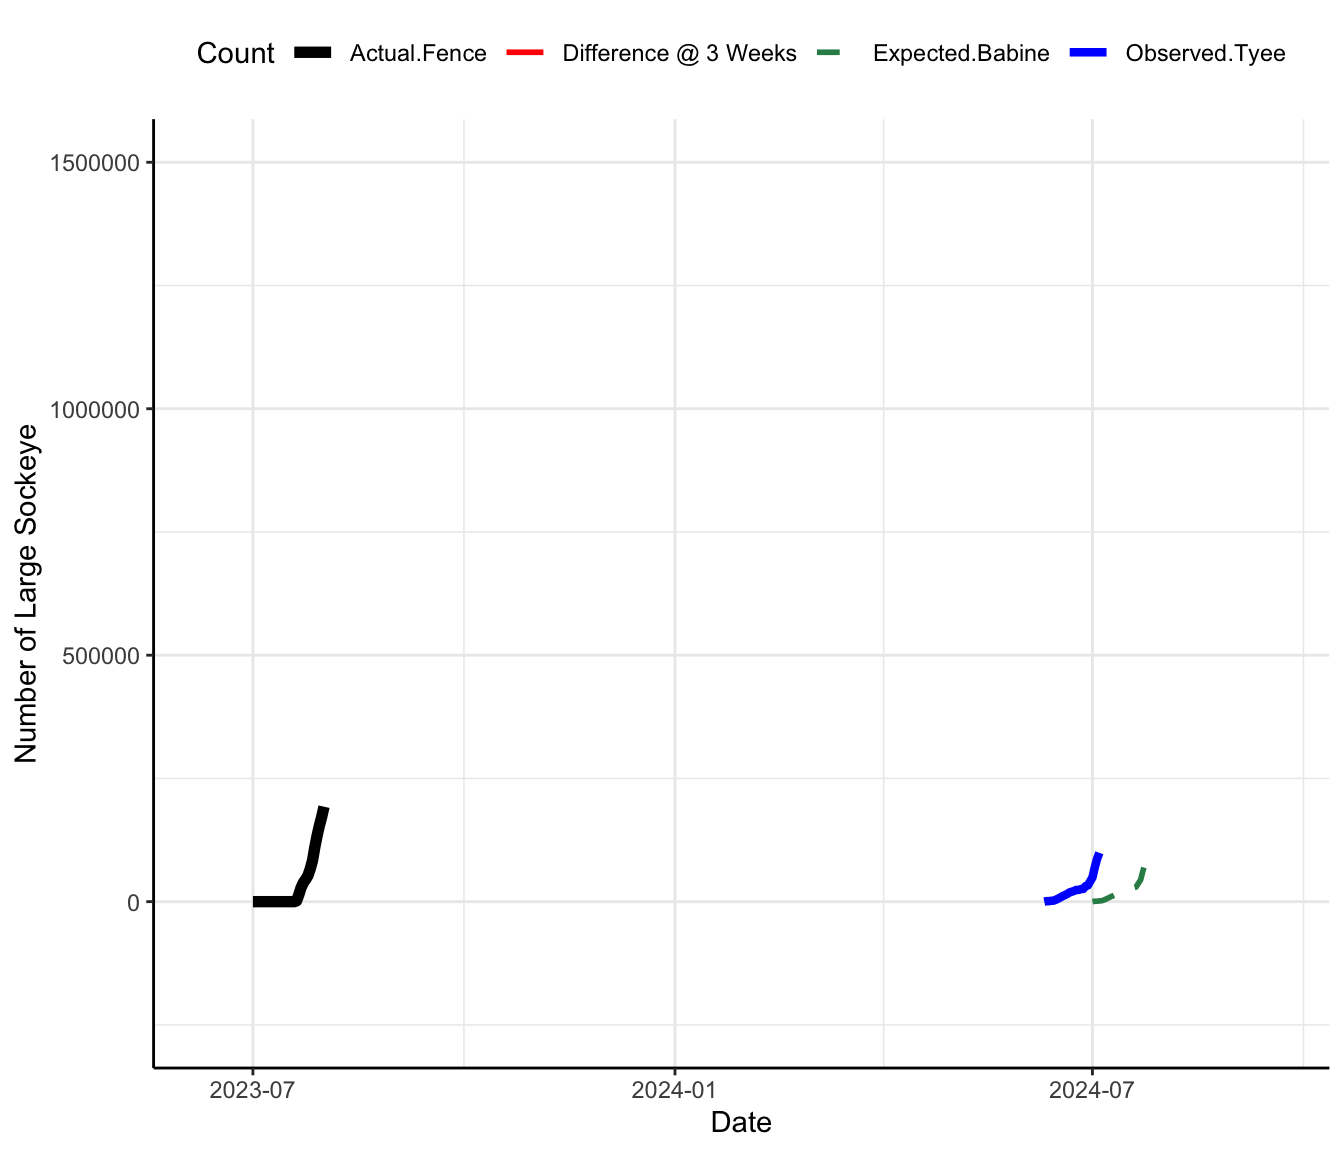 Count Actual.Fence Difference @ 3 Weeks Expected.Babine Observed.Tyee
1500000
1000000
500000
0
Number of Large Sockeye
2023-07 2024-01 2024-07
Date